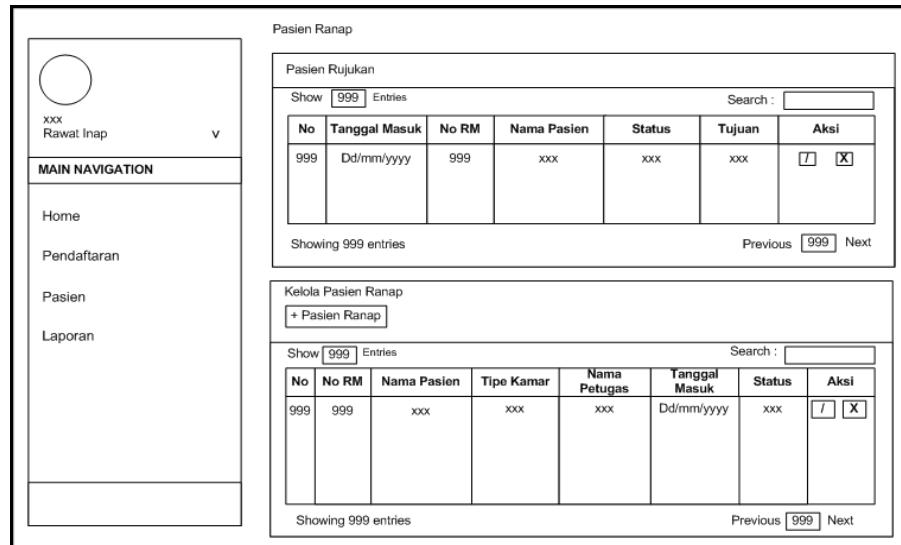 Pasien Ranap
xxx
Rawat Inap v
MAIN NAVIGATION
Home
Pendaftaran
Pasien
Laporan
Pasien Rujukan
Show 999 Entries Search :
No Tanggal Masuk No RM Nama Pasien Status Tujuan Aksi
999 Dd/mm/yyyy 999 xxx xxx xxx / X
Showing 999 entries Previous 999 Next
Kelola Pasien Ranap
+ Pasien Ranap
Show 999 Entries Search :
No No RM Nama Pasien Tipe Kamar Nama Petugas Tanggal Masuk Status Aksi
999 999 xxx xxx xxx Dd/mm/yyyy xxx / X
Showing 999 entries Previous 999 Next